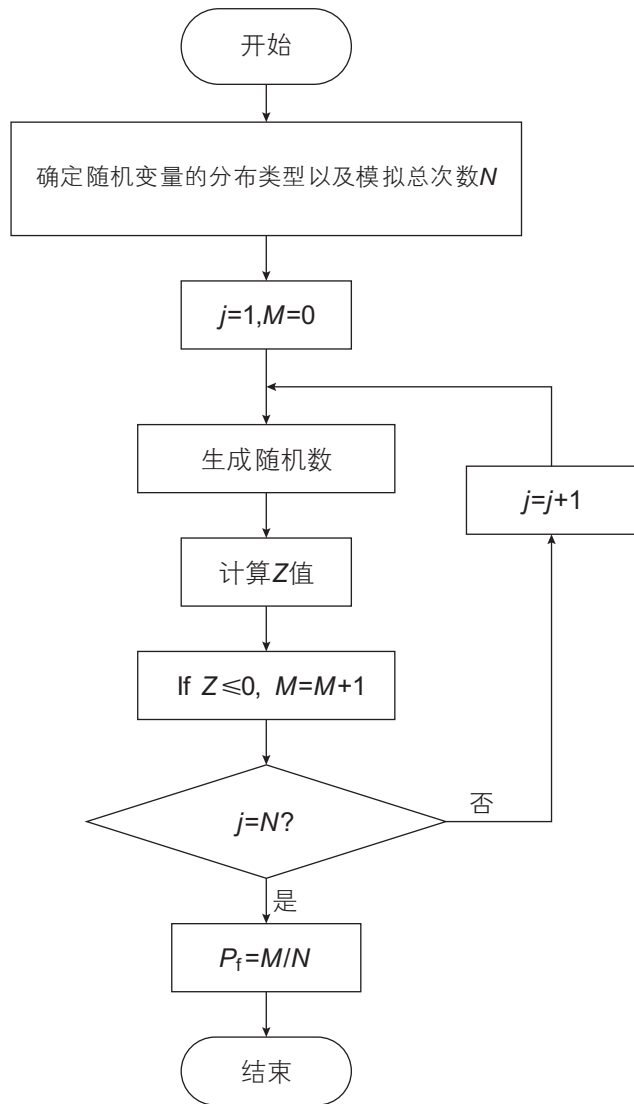 开始
确定随机变量的分布类型以及模拟总次数N
j=1,M=0
生成随机数
j=j+1
计算Z值
If Z≤0, M=M+1
j=N?
否
是
Pf=M/N
结束